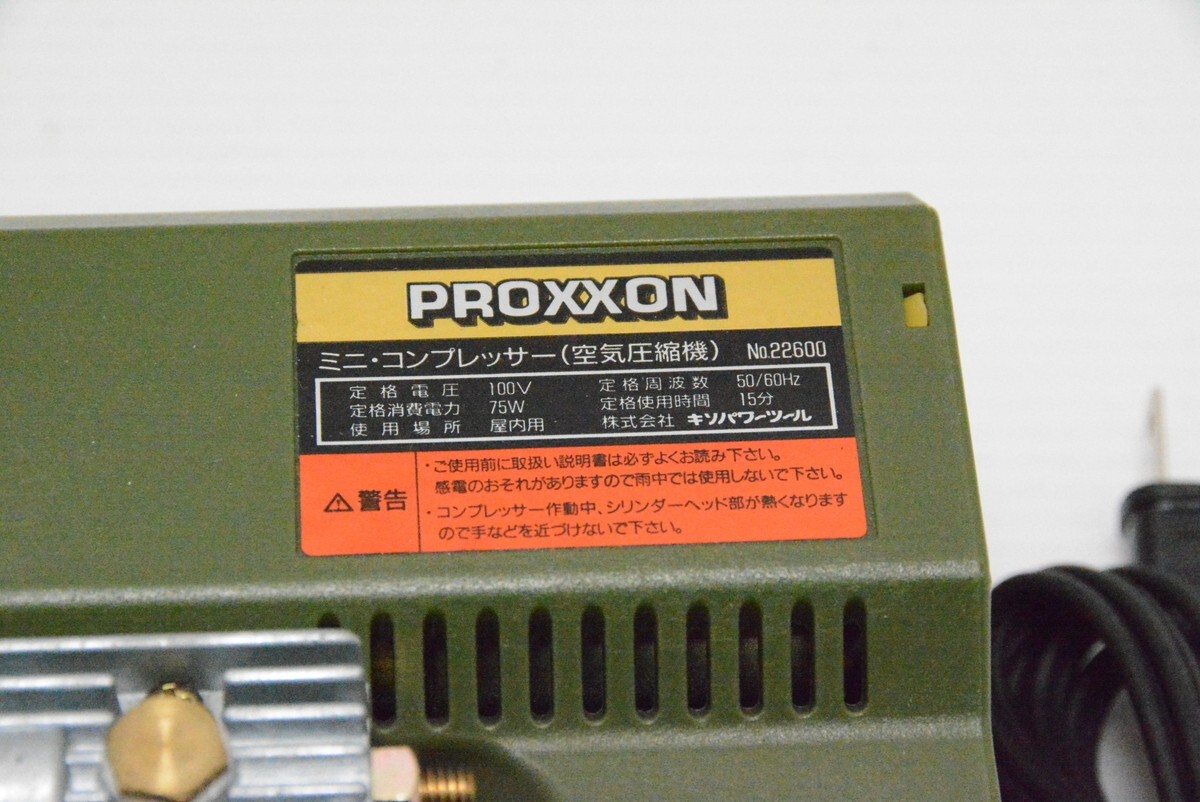 PROXXON
ミニ・コンプレッサー(空気圧縮機) No.22600
定格電圧 100V 定格周波数 50/60Hz
定格消費電力 75W 定格使用時間 15分
使用場所 屋内用 株式会社 キソパワーツール
警告
・ご使用前に取扱い説明書は必ずよくお読み下さい。
感電のおそれがありますので雨中では使用しないで下さい。
・コンプレッサー作動中、シリンダーヘッド部が熱くなります
ので手などを近づけないで下さい。